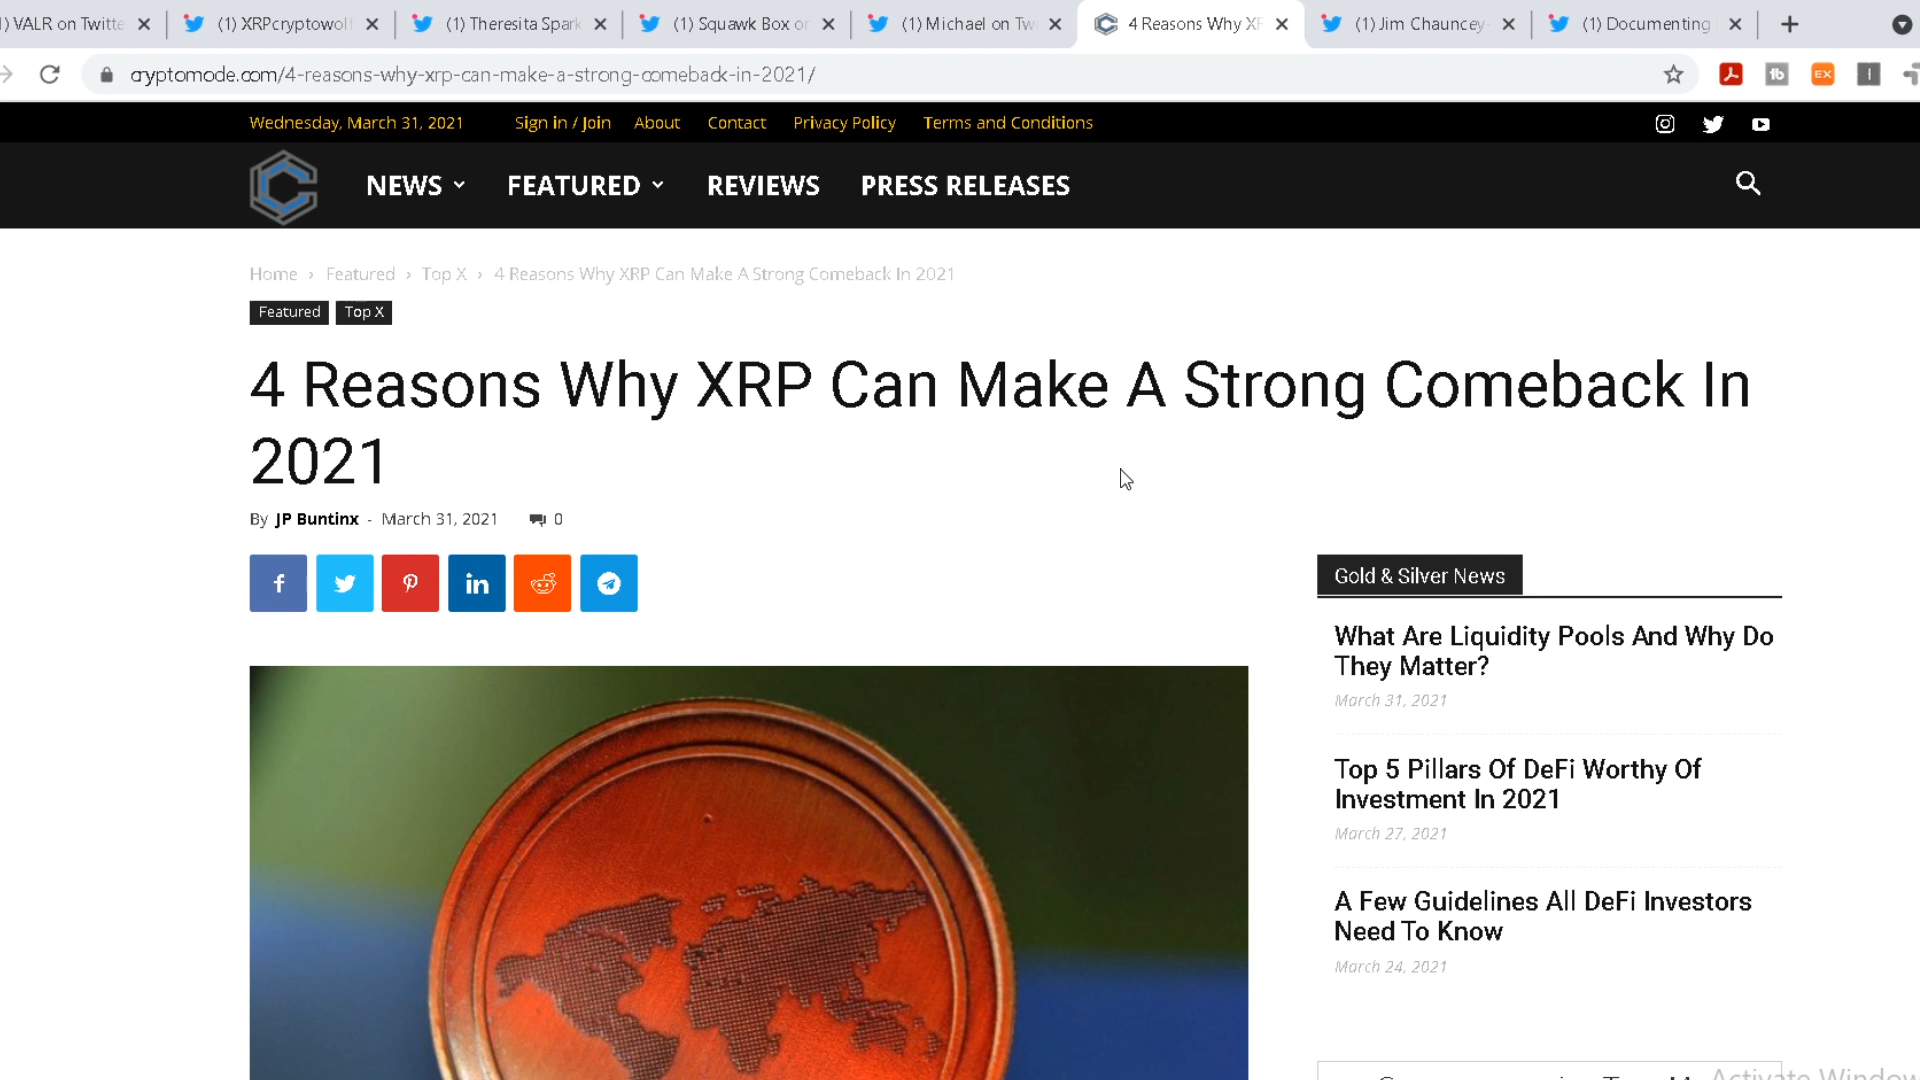 VALR on Twitte
(1) XRPcryptowol
(1) Theresita Spark
(1) Squawk Box or
(1) Michael on Tw
4 Reasons Why XR
(1) Jim Chauncey-
(1) Documenting
cryptomode.com/4-reasons-why-xrp-can-make-a-strong-comeback-in-2021/
Wednesday, March 31, 2021 Sign in / Join About Contact Privacy Policy Terms and Conditions
NEWS FEATURED REVIEWS PRESS RELEASES
Home › Featured › Top X › 4 Reasons Why XRP Can Make A Strong Comeback In 2021
Featured Top X
4 Reasons Why XRP Can Make A Strong Comeback In
2021
By JP Buntinx - March 31, 2021 0
Gold & Silver News
What Are Liquidity Pools And Why Do
They Matter?
March 31, 2021
Top 5 Pillars Of DeFi Worthy Of
Investment In 2021
March 27, 2021
A Few Guidelines All DeFi Investors
Need To Know
March 24, 2021